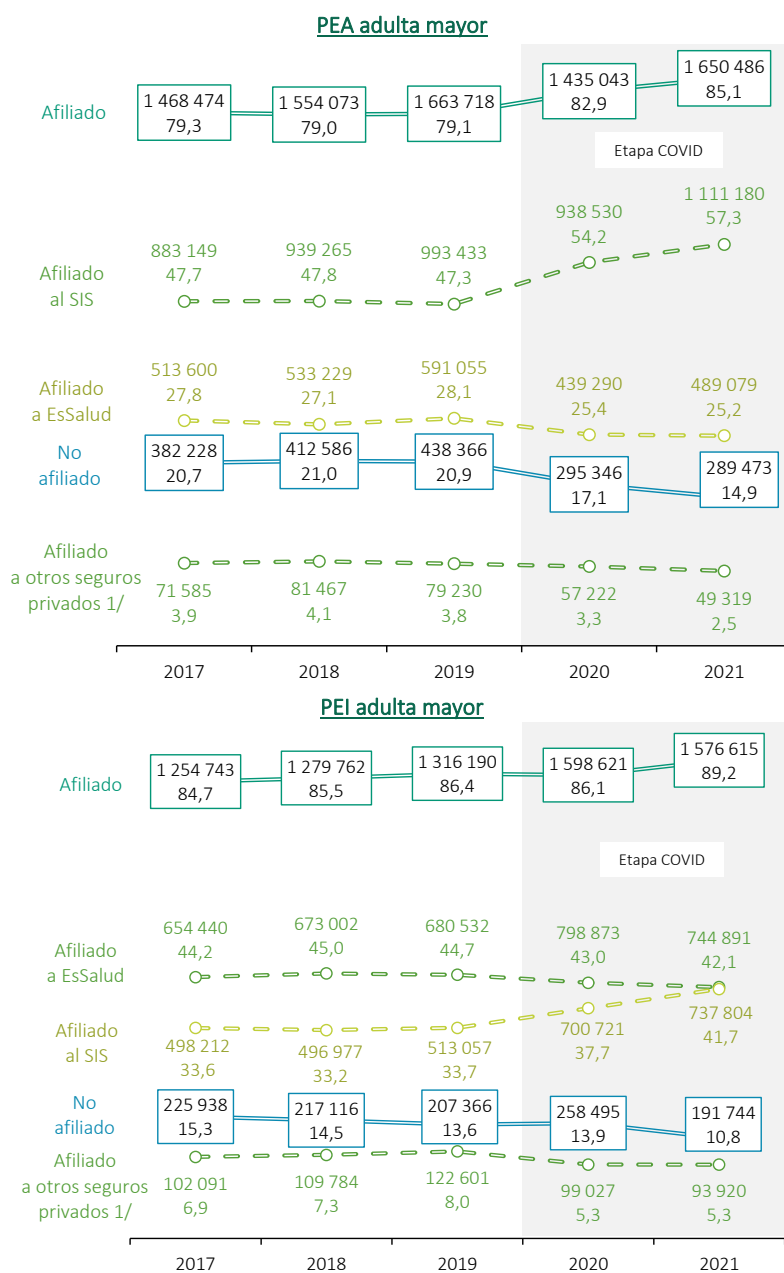 PEA adulta mayor
Afiliado
1 468 474
79,3
1 554 073
79,0
1 663 718
79,1
1 435 043
82,9
1 650 486
85,1
Etapa COVID
Afiliado
al SIS
883 149
47,7
939 265
47,8
993 433
47,3
938 530
54,2
1 111 180
57,3
Afiliado
a EsSalud
513 600
27,8
533 229
27,1
591 055
28,1
439 290
25,4
489 079
25,2
No
afiliado
382 228
20,7
412 586
21,0
438 366
20,9
295 346
17,1
289 473
14,9
Afiliado
a otros seguros
privados 1/
71 585
3,9
81 467
4,1
79 230
3,8
57 222
3,3
49 319
2,5
2017 2018 2019 2020 2021
PEI adulta mayor
Afiliado
1 254 743
84,7
1 279 762
85,5
1 316 190
86,4
1 598 621
86,1
1 576 615
89,2
Etapa COVID
Afiliado
a EsSalud
654 440
44,2
673 002
45,0
680 532
44,7
798 873
43,0
744 891
42,1
Afiliado
al SIS
498 212
33,6
496 977
33,2
513 057
33,7
700 721
37,7
737 804
41,7
No
afiliado
225 938
15,3
217 116
14,5
207 366
13,6
258 495
13,9
191 744
10,8
Afiliado
a otros seguros
privados 1/
102 091
6,9
109 784
7,3
122 601
8,0
99 027
5,3
93 920
5,3
2017 2018 2019 2020 2021